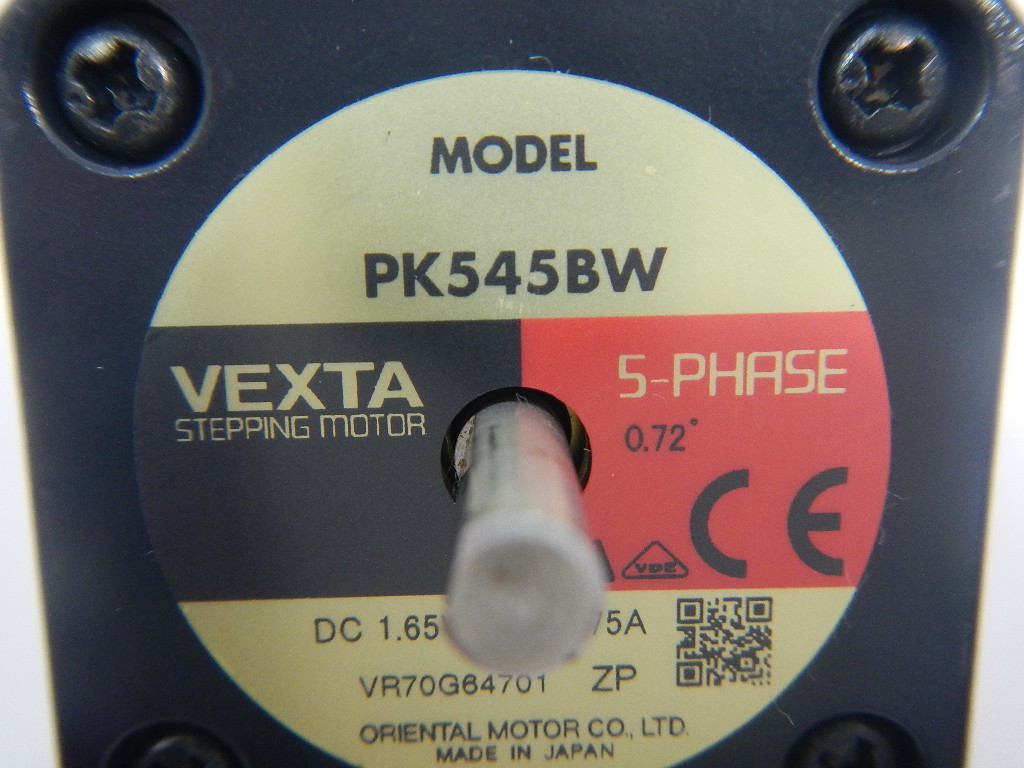 MODEL
PK545BW
VEXTA
STEPPING MOTOR
5-PHASE
0.72°
CE
VDE
DC 1.65 75A
VR70G64701 ZP
ORIENTAL MOTOR CO., LTD.
MADE IN JAPAN